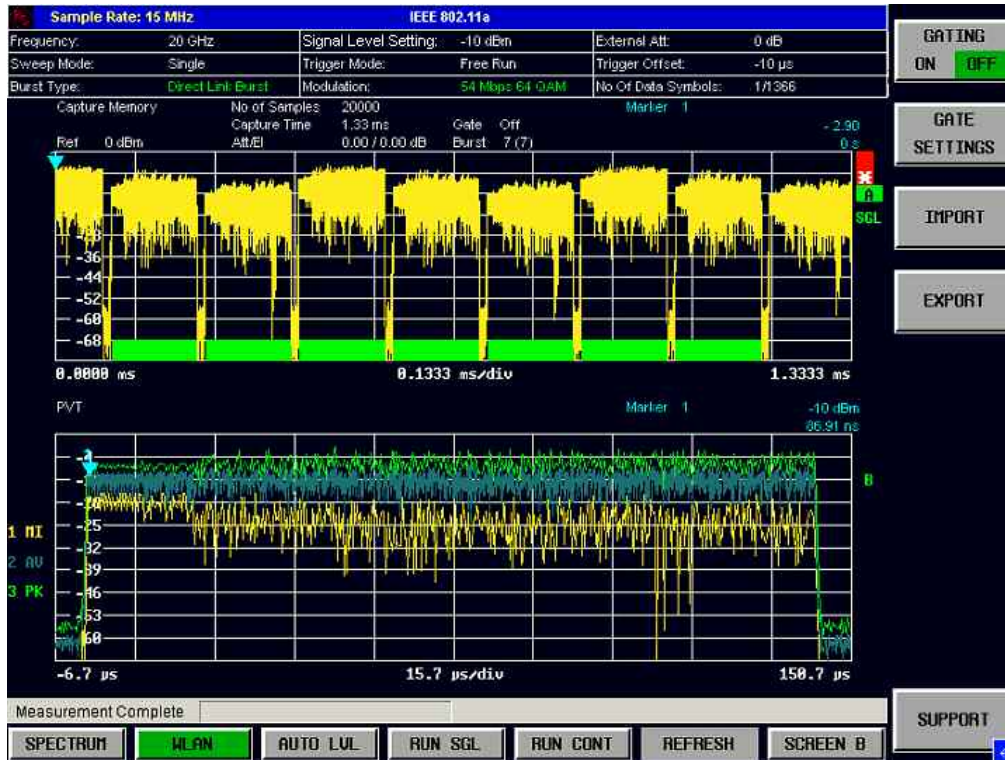 Sample Rate: 15 MHz IEEE 802.11a
Frequency: 20 GHz Signal Level Setting: -10 dBm External Att: 0 dB
Sweep Mode: Single Trigger Mode: Free Run Trigger Offset: -10 µs
Burst Type: Direct Link Burst Modulation: 54 Mbps 64 QAM No Of Data Symbols: 1/1366
GATING
ON OFF
GATE
SETTINGS
IMPORT
EXPORT
SUPPORT
Capture Memory No of Samples 20000 Marker 1
Capture Time 1.33 ms Gate Off -2.90
Ref 0 dBm Att/El 0.00 / 0.00 dB Burst 7 (7) 0 s
A
SGL
-36
-44
-52
-60
-68
0.0000 ms 0.1333 ms/div 1.3333 ms
PVT Marker 1 -10 dBm
86.91 ns
B
-25
-32
-39
-46
-53
-60
1 MI
2 AV
3 PK
-6.7 µs 15.7 µs/div 150.7 µs
Measurement Complete
SPECTRUM WLAN AUTO LVL RUN SGL RUN CONT REFRESH SCREEN B